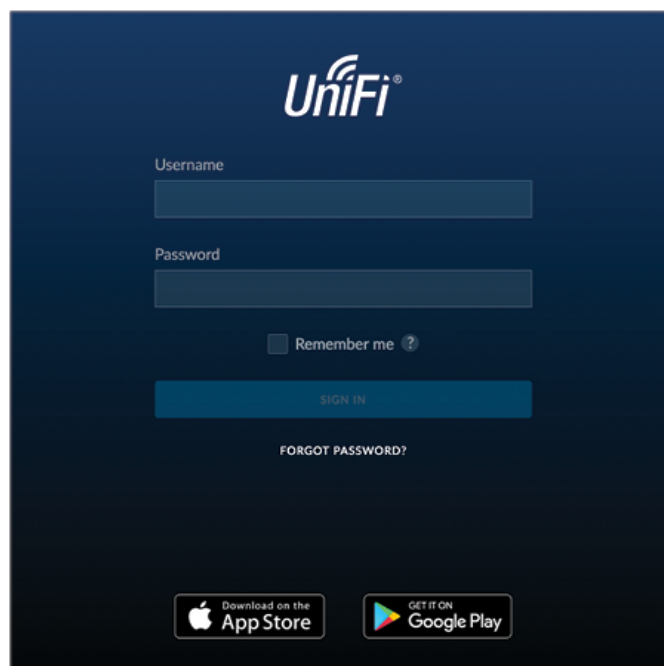 UniFi®
Username
Password
Remember me ?
SIGN IN
FORGOT PASSWORD?
Download on the
App Store
GET IT ON
Google Play